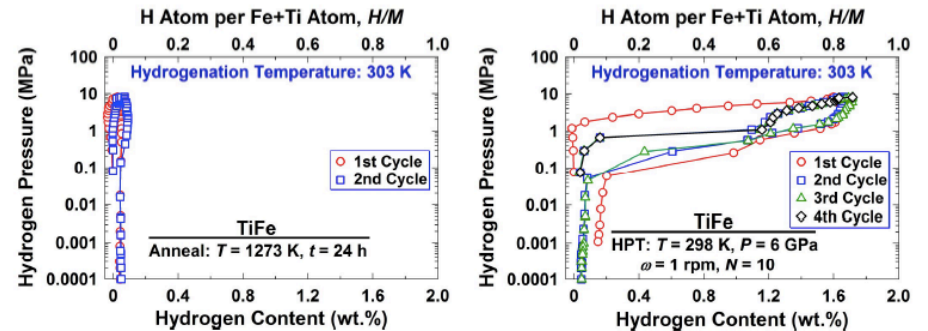 H Atom per Fe+Ti Atom, H/M
0 0.2 0.4 0.6 0.8 1.0
Hydrogen Pressure (MPa)
100
10
1
0.1
0.01
0.001
0.0001
Hydrogenation Temperature: 303 K
1st Cycle
2nd Cycle
TiFe
Anneal: T = 1273 K, t = 24 h
0 0.4 0.8 1.2 1.6 2.0
Hydrogen Content (wt.%)
H Atom per Fe+Ti Atom, H/M
0 0.2 0.4 0.6 0.8 1.0
Hydrogen Pressure (MPa)
100
10
1
0.1
0.01
0.001
0.0001
Hydrogenation Temperature: 303 K
1st Cycle
2nd Cycle
3rd Cycle
4th Cycle
TiFe
HPT: T = 298 K, P = 6 GPa
ω = 1 rpm, N = 10
0 0.4 0.8 1.2 1.6 2.0
Hydrogen Content (wt.%)